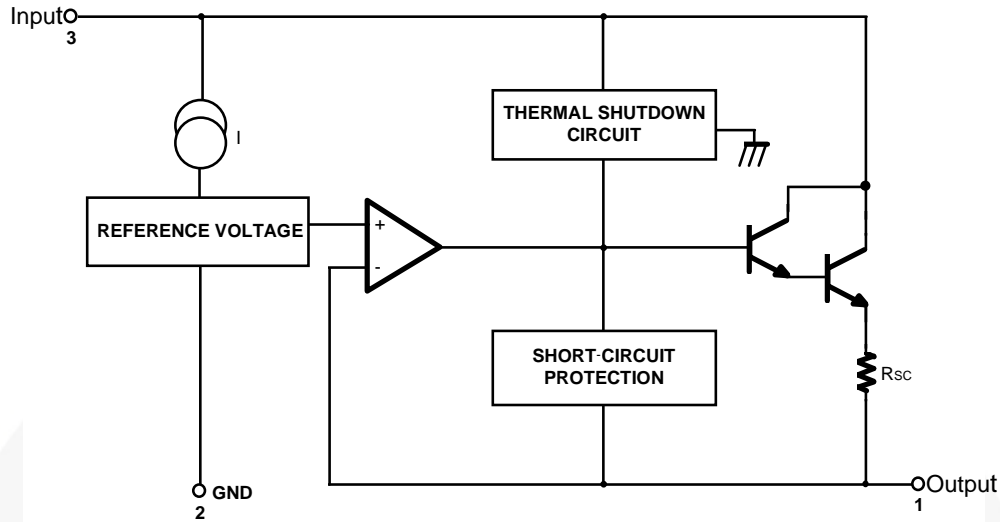 Input
3
THERMAL SHUTDOWN
CIRCUIT
I
REFERENCE VOLTAGE
+
-
SHORT-CIRCUIT
PROTECTION
RSC
GND
2
Output
1